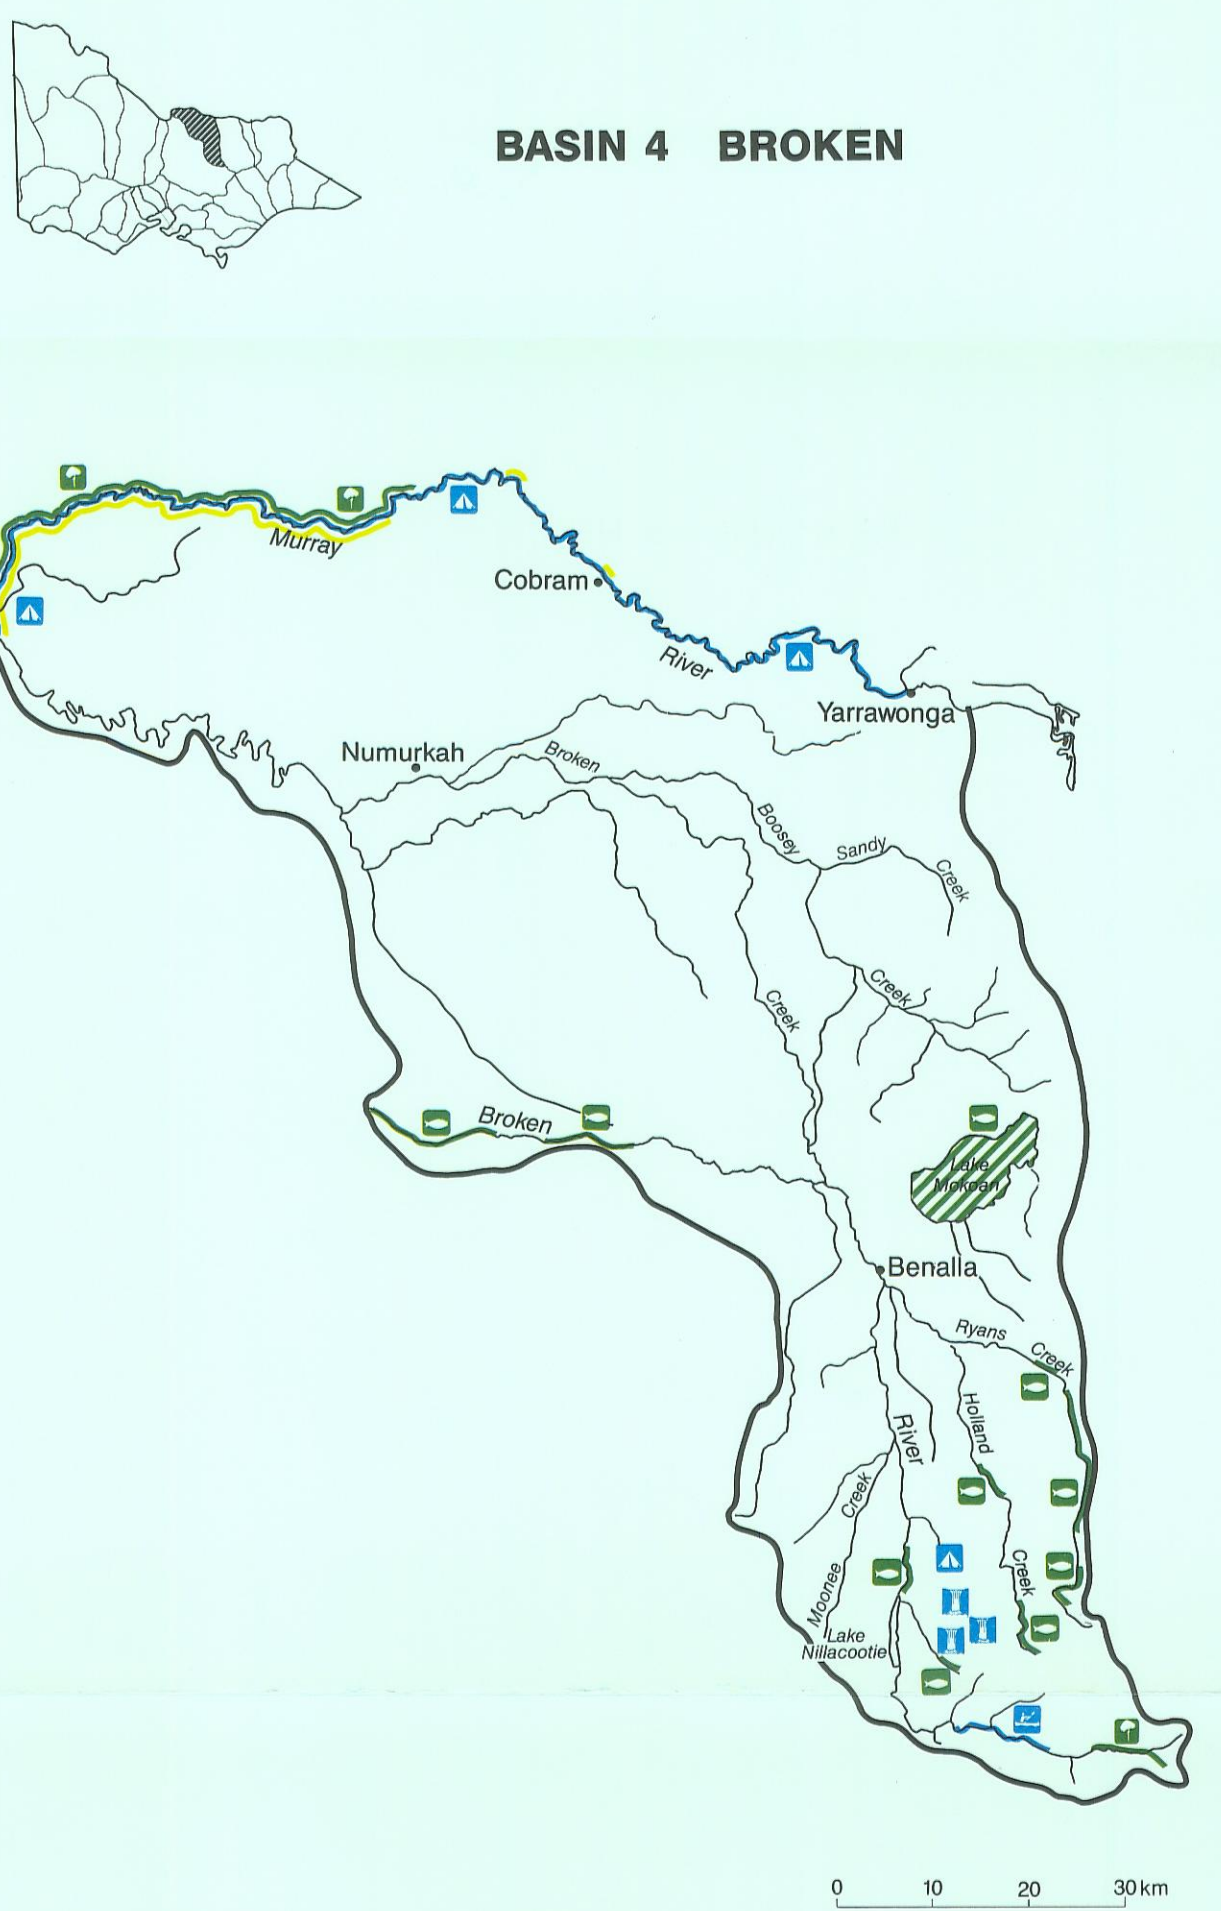 BASIN 4 BROKEN
Murray
Cobram
River
Yarrawonga
Numurkah
Broken
Boosey
Sandy
Creek
Creek
Creek
Broken
Lake
Mokoan
Benalla
Ryans
Creek
Holland
River
Creek
Creek
Moonee
Lake
Nillacootie
0 10 20 30 km